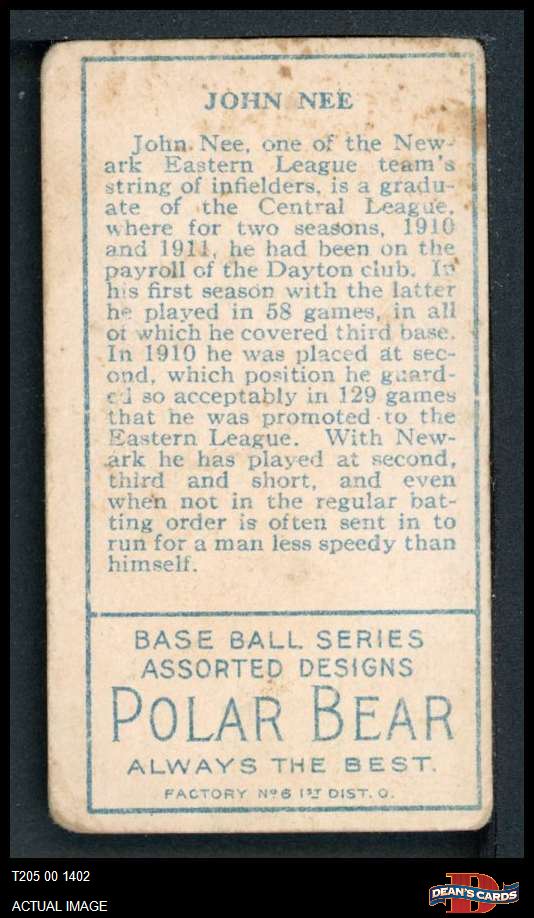 JOHN NEE
John Nee, one of the New-
ark Eastern League team's
string of infielders, is a gradu-
ate of the Central League,
where for two seasons, 1910
and 1911, he had been on the
payroll of the Dayton club. In
his first season with the latter
he played in 58 games, in all
of which he covered third base.
In 1910 he was placed at sec-
ond, which position he guard-
ed so acceptably in 129 games
that he was promoted to the
Eastern League. With New-
ark he has played at second,
third and short, and even
when not in the regular bat-
ting order is often sent in to
run for a man less speedy than
himself.
BASE BALL SERIES
ASSORTED DESIGNS
POLAR BEAR
ALWAYS THE BEST.
FACTORY Nº 6 1ST DIST. O.
T205 00 1402
ACTUAL IMAGE
D
DEAN'S CARDS